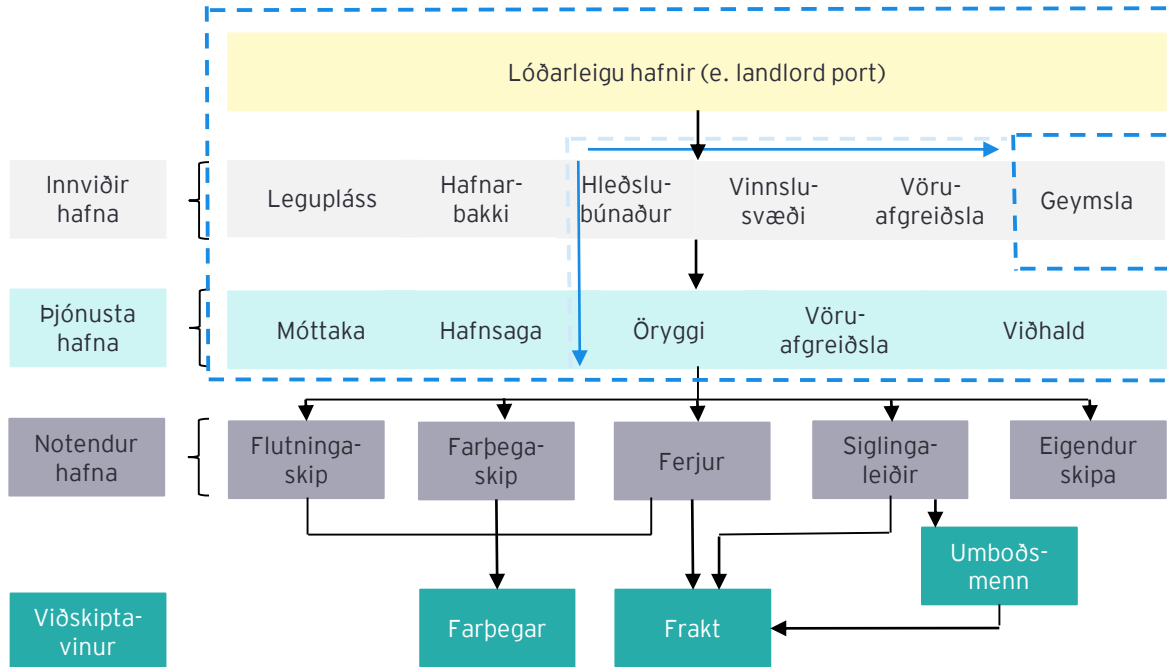 Lóðarleigu hafnir (e. landlord port)
Innviðir
hafna
Legupláss
Hafnar-
bakki
Hleðslu-
búnaður
Vinnslu-
svæði
Vöru-
afgreiðsla
Geymsla
Þjónusta
hafna
Móttaka
Hafnsaga
Öryggi
Vöru-
afgreiðsla
Viðhald
Notendur
hafna
Flutninga-
skip
Farþega-
skip
Ferjur
Siglinga-
leiðir
Eigendur
skipa
Umboðs-
menn
Viðskipta-
vinur
Farþegar
Frakt